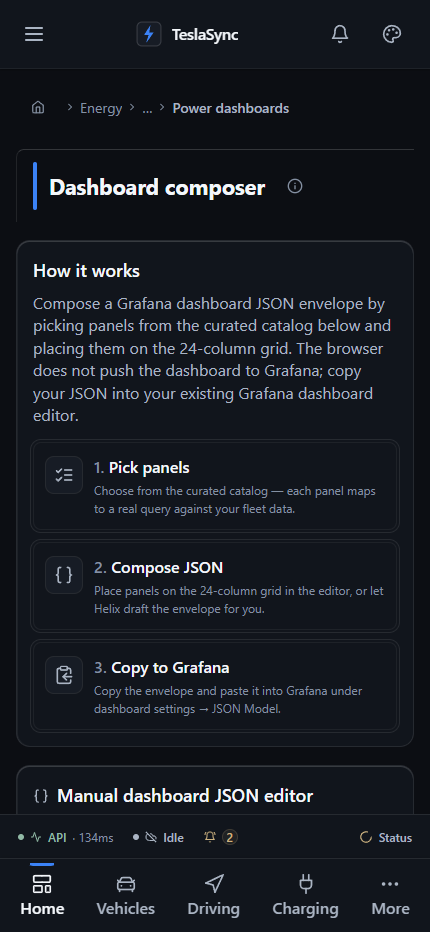 TeslaSync
Energy > ... > Power dashboards
Dashboard composer
How it works
Compose a Grafana dashboard JSON envelope by
picking panels from the curated catalog below and
placing them on the 24-column grid. The browser
does not push the dashboard to Grafana; copy
your JSON into your existing Grafana dashboard
editor.
1. Pick panels
Choose from the curated catalog — each panel maps
to a real query against your fleet data.
2. Compose JSON
Place panels on the 24-column grid in the editor, or let
Helix draft the envelope for you.
3. Copy to Grafana
Copy the envelope and paste it into Grafana under
dashboard settings → JSON Model.
Manual dashboard JSON editor
API · 134ms Idle 2 Status
Home Vehicles Driving Charging More